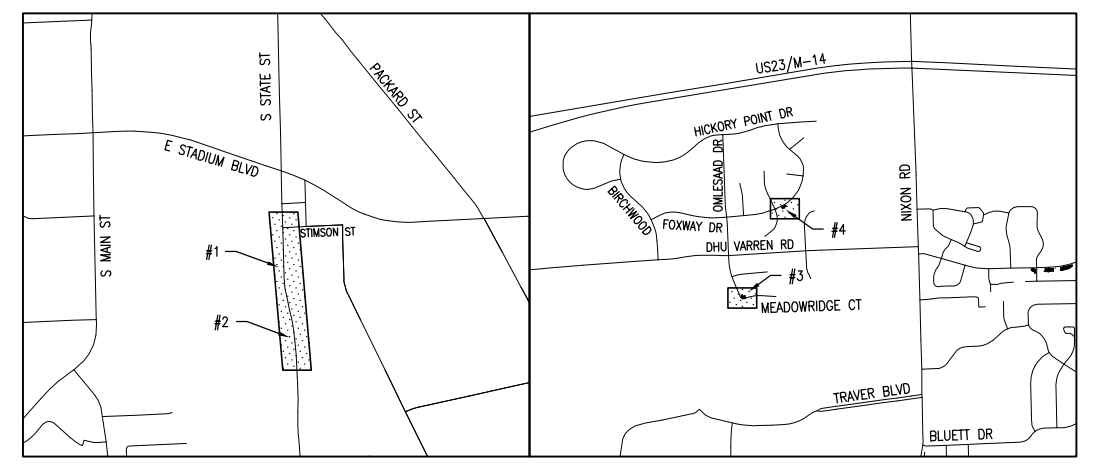 S STATE ST
PACKARD ST
E STADIUM BLVD
STIMSON ST
S MAIN ST
#1
#2
US23/M-14
HICKORY POINT DR
OMLESAAD DR
BIRCHWOOD
FOXWAY DR
NIXON RD
#4
DHU VARREN RD
#3
MEADOWRIDGE CT
TRAVER BLVD
BLUETT DR